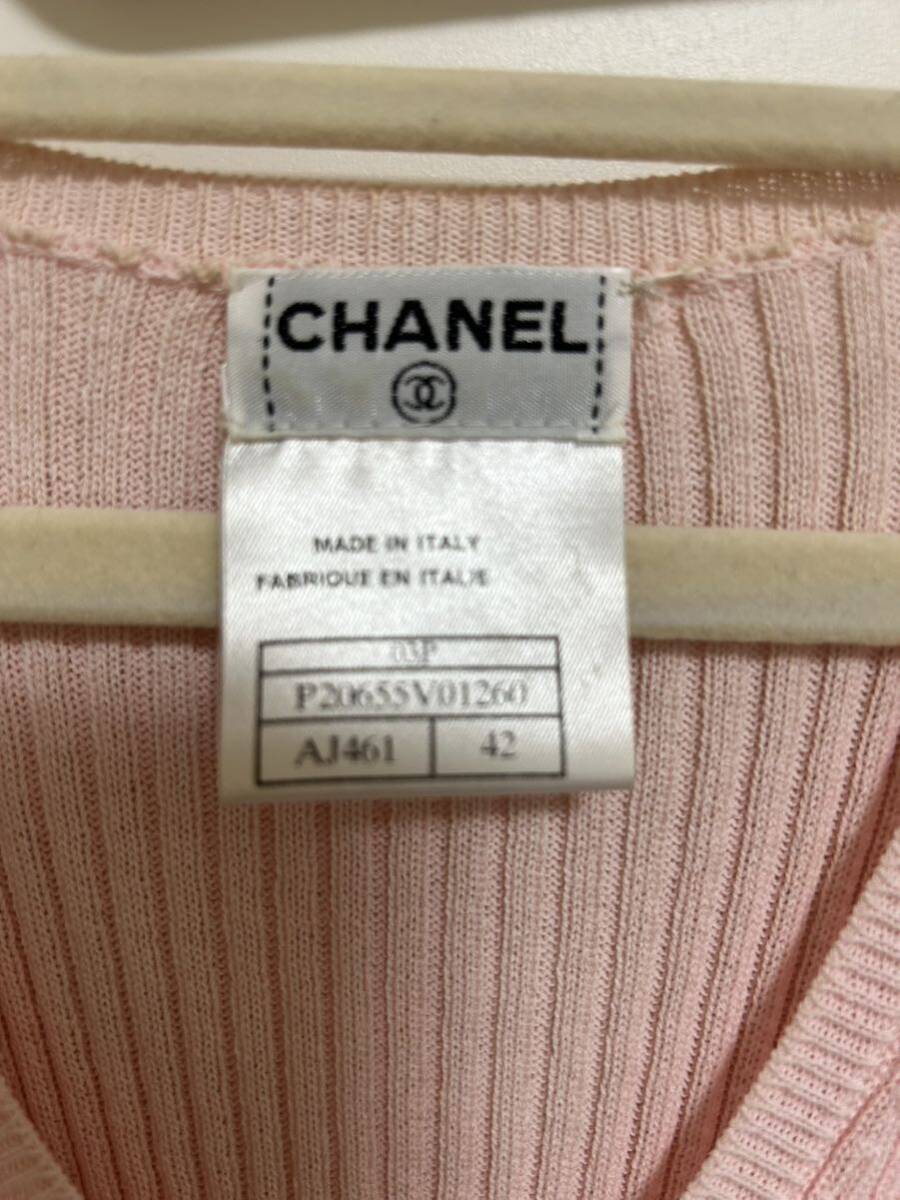 CHANEL
MADE IN ITALY
FABRIQUE EN ITALIE
03P
P20655V01260
AJ461 42